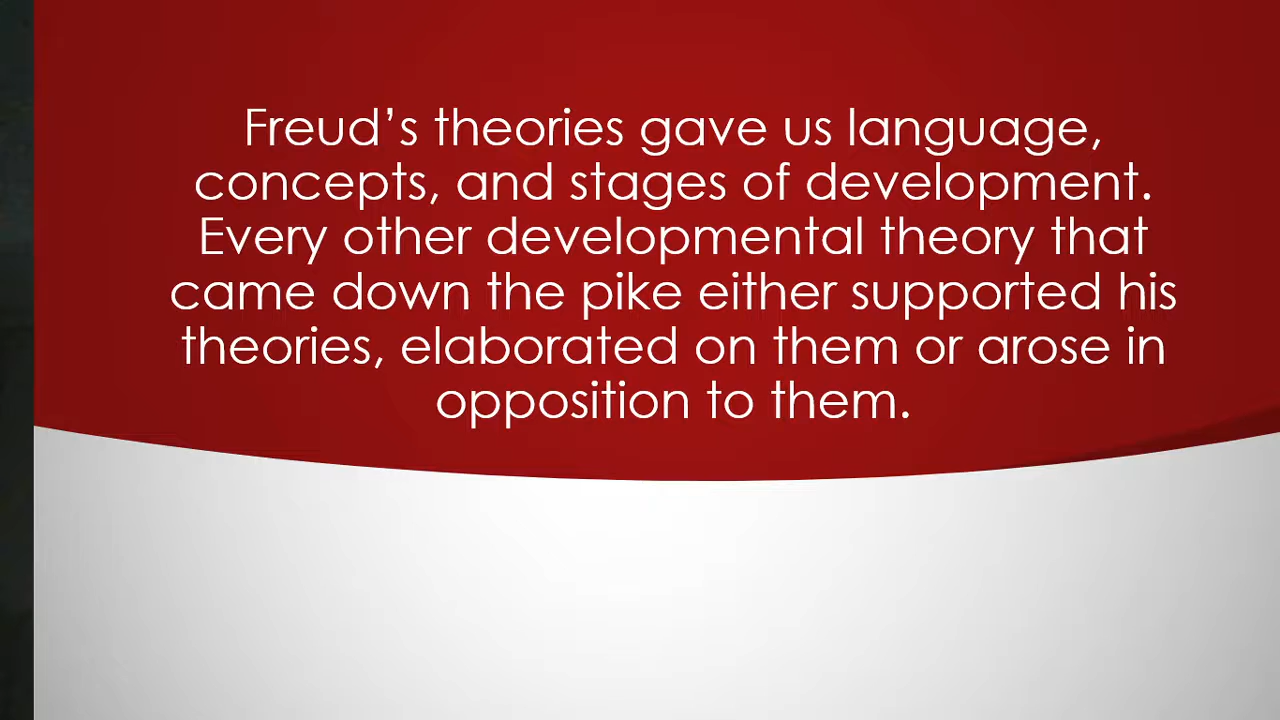 Freud’s theories gave us language,
concepts, and stages of development.
Every other developmental theory that
came down the pike either supported his
theories, elaborated on them or arose in
opposition to them.